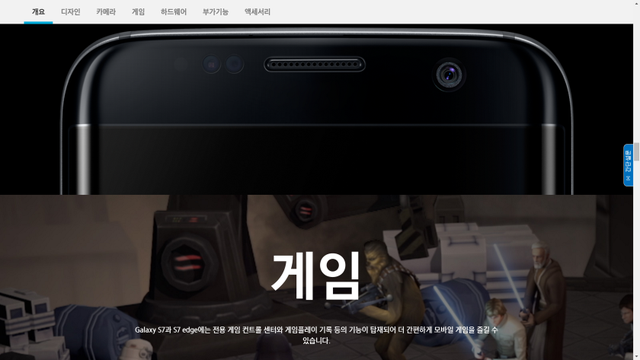 개요 디자인 카메라 게임 하드웨어 부가기능 액세서리
게임
Galaxy S7과 S7 edge에는 전용 게임 컨트롤 센터와 게임플레이 기록 등의 기능이 탑재되어 더 간편하게 모바일 게임을 즐길 수
있습니다.